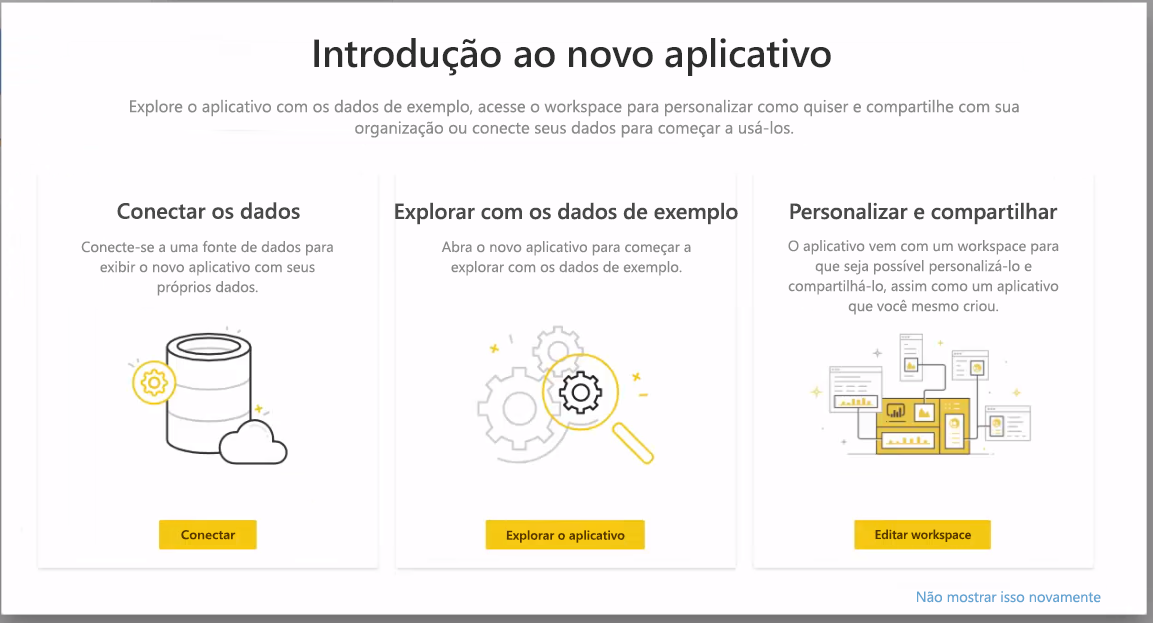 Introdução ao novo aplicativo
Explore o aplicativo com os dados de exemplo, acesse o workspace para personalizar como quiser e compartilhe com sua
organização ou conecte seus dados para começar a usá-los.
Conectar os dados
Conecte-se a uma fonte de dados para
exibir o novo aplicativo com seus
próprios dados.
Conectar
Explorar com os dados de exemplo
Abra o novo aplicativo para começar a
explorar com os dados de exemplo.
Explorar o aplicativo
Personalizar e compartilhar
O aplicativo vem com um workspace para
que seja possível personalizá-lo e
compartilhá-lo, assim como um aplicativo
que você mesmo criou.
Editar workspace
Não mostrar isso novamente